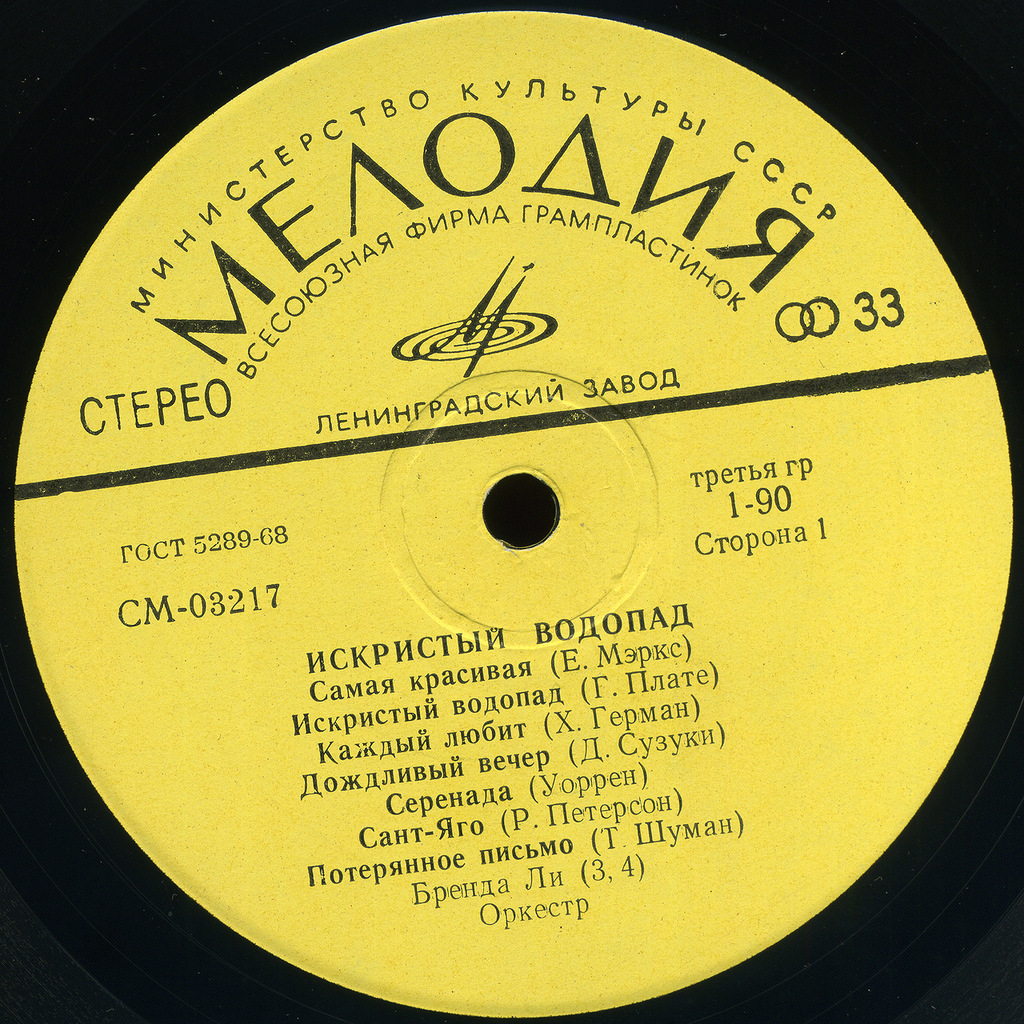 МИНИСТЕРСТВО КУЛЬТУРЫ СССР
МЕЛОДИЯ
ВСЕСОЮЗНАЯ ФИРМА ГРАМПЛАСТИНОК
33
СТЕРЕО
ЛЕНИНГРАДСКИЙ ЗАВОД
третья гр
1-90
Сторона 1
ГОСТ 5289-68
СМ-03217
ИСКРИСТЫЙ ВОДОПАД
Самая красивая (Е. Мэркс)
Искристый водопад (Г. Плате)
Каждый любит (Х. Герман)
Дождливый вечер (Д. Сузуки)
Серенада (Уоррен)
Сант-Яго (Р. Петерсон)
Потерянное письмо (Т. Шуман)
Бренда Ли (3, 4)
Оркестр